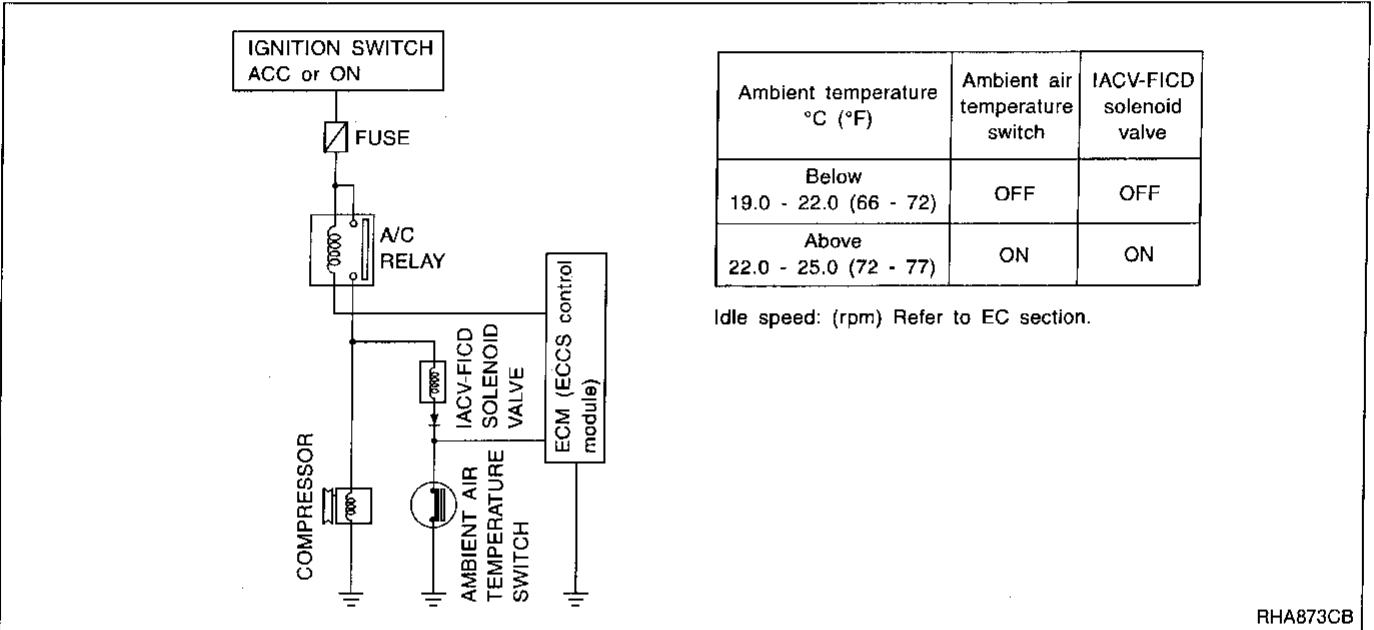 IGNITION SWITCH
ACC or ON
FUSE
A/C
RELAY
IACV-FICD
SOLENOID
VALVE
ECM (ECCS control
module)
COMPRESSOR
AMBIENT AIR
TEMPERATURE
SWITCH
Ambient temperature
°C (°F)
Ambient air
temperature
switch
IACV-FICD
solenoid
valve
Below
19.0 - 22.0 (66 - 72)
OFF
OFF
Above
22.0 - 25.0 (72 - 77)
ON
ON
Idle speed: (rpm) Refer to EC section.
RHA873CB